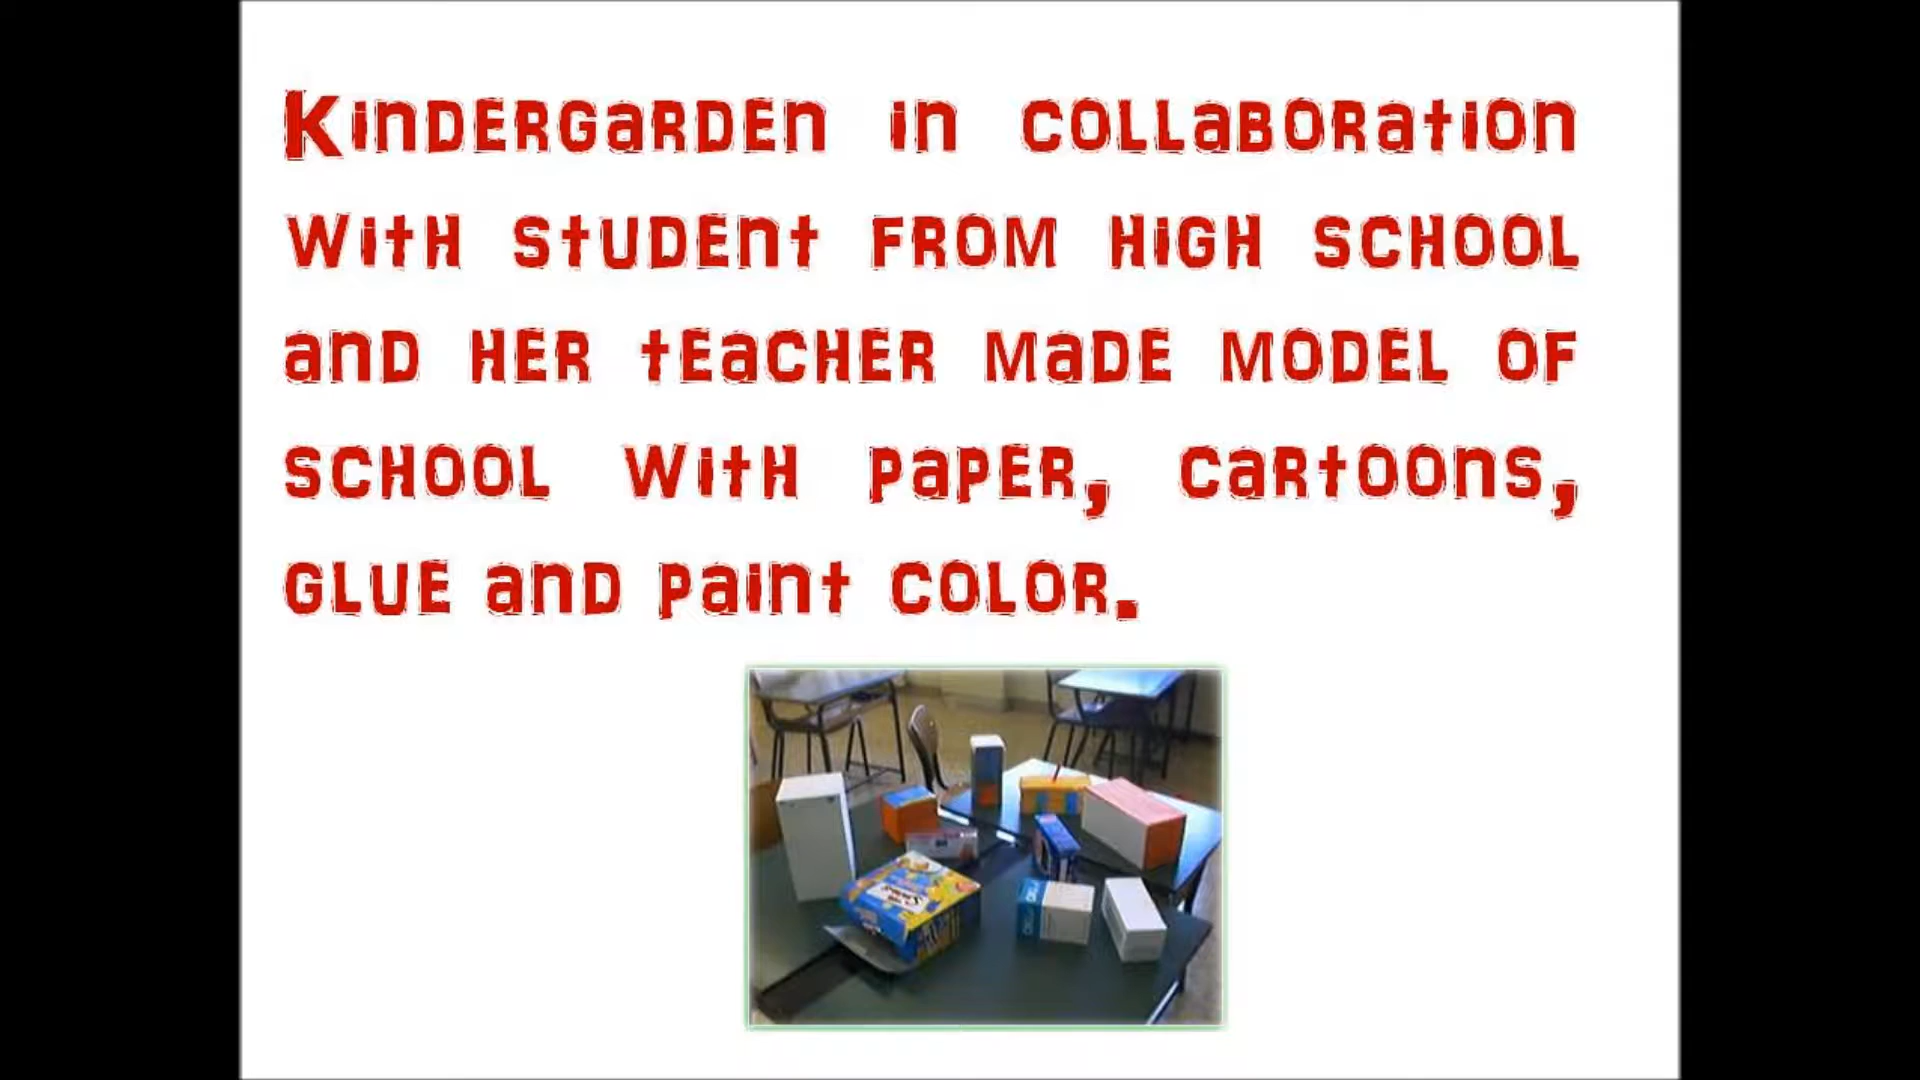 Kindergarden in collaboration
with student from high school
and her teacher made model of
school with paper, cartoons,
glue and paint color.